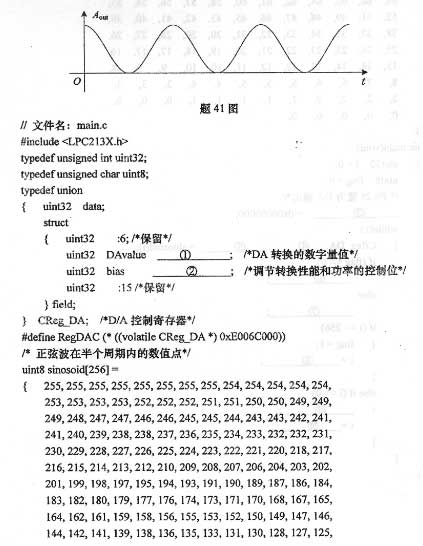 Aout
O
t
题 41 图
// 文件名：main.c
#include <LPC213X.h>
typedef unsigned int uint32;
typedef unsigned char uint8;
typedef union
{ uint32 data;
struct
{ uint32 :6; /*保留*/
uint32 DAvalue ① ; /*DA 转换的数字量值*/
uint32 bias ② ; /*调节转换性能和功率的控制位*/
uint32 :15 /*保留*/
} field;
} CReg_DA; /*D/A 控制寄存器*/
#define RegDAC (* ((volatile CReg_DA *) 0xE006C000))
/* 正弦波在半个周期内的数值点*/
uint8 sinosoid[256] =
{ 255, 255, 255, 255, 255, 255, 255, 255, 254, 254, 254, 254, 254,
253, 253, 253, 253, 252, 252, 252, 251, 251, 250, 250, 249, 249,
249, 248, 247, 247, 246, 246, 245, 245, 244, 243, 243, 242, 241,
241, 240, 239, 238, 238, 237, 236, 235, 234, 233, 232, 232, 231,
230, 229, 228, 227, 226, 225, 224, 223, 222, 221, 220, 218, 217,
216, 215, 214, 213, 212, 210, 209, 208, 207, 206, 204, 203, 202,
201, 199, 198, 197, 195, 194, 193, 191, 190, 189, 187, 186, 184,
183, 182, 180, 179, 177, 176, 174, 173, 171, 170, 168, 167, 165,
164, 162, 161, 159, 158, 156, 155, 153, 152, 150, 149, 147, 146,
144, 142, 141, 139, 138, 136, 135, 133, 131, 130, 128, 127, 125,